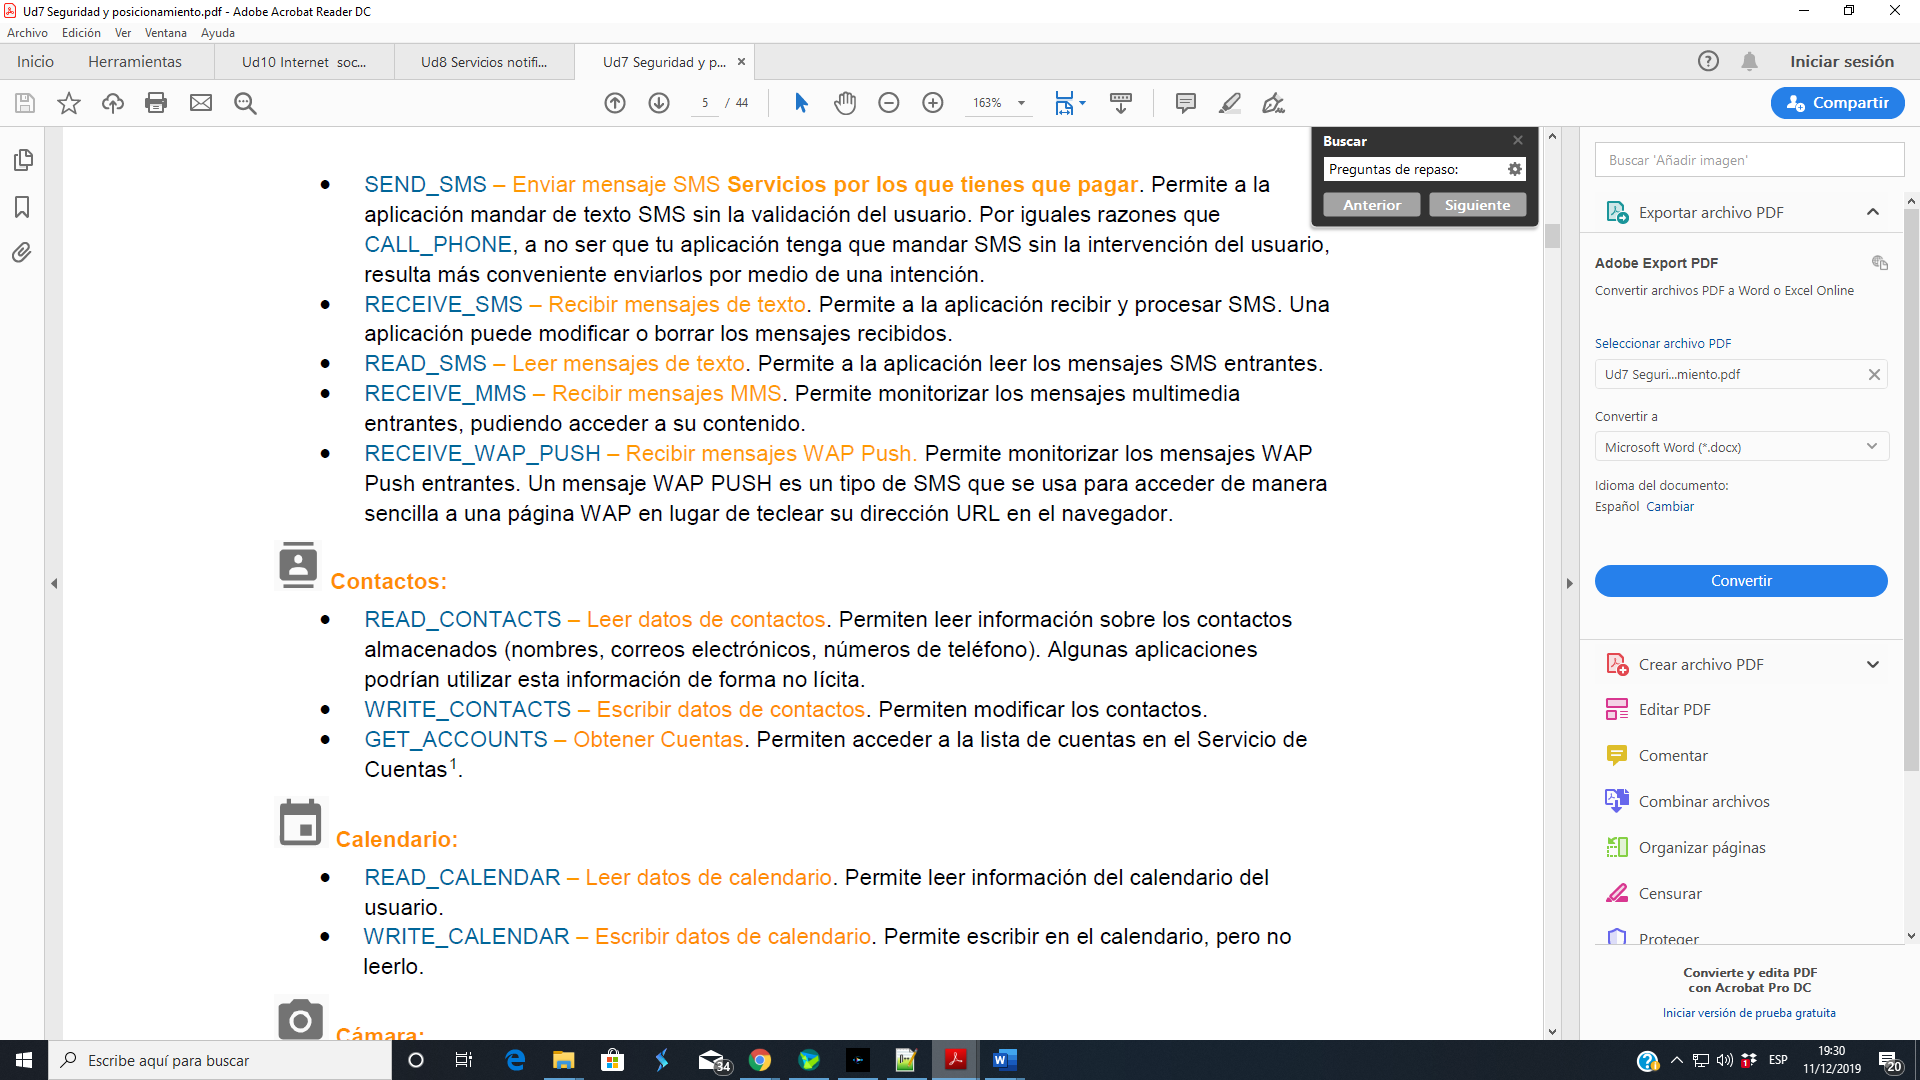 Ud7 Seguridad y posicionamiento.pdf - Adobe Acrobat Reader DC
Archivo Edición Ver Ventana Ayuda
Inicio Herramientas Ud10 Internet soc... Ud8 Servicios notifi... Ud7 Seguridad y p... Iniciar sesión
5 / 44 163% Compartir
Buscar
Preguntas de repaso:
Anterior Siguiente
• SEND_SMS – Enviar mensaje SMS Servicios por los que tienes que pagar. Permite a la
aplicación mandar de texto SMS sin la validación del usuario. Por iguales razones que
CALL_PHONE, a no ser que tu aplicación tenga que mandar SMS sin la intervención del usuario,
resulta más conveniente enviarlos por medio de una intención.
• RECEIVE_SMS – Recibir mensajes de texto. Permite a la aplicación recibir y procesar SMS. Una
aplicación puede modificar o borrar los mensajes recibidos.
• READ_SMS – Leer mensajes de texto. Permite a la aplicación leer los mensajes SMS entrantes.
• RECEIVE_MMS – Recibir mensajes MMS. Permite monitorizar los mensajes multimedia
entrantes, pudiendo acceder a su contenido.
• RECEIVE_WAP_PUSH – Recibir mensajes WAP Push. Permite monitorizar los mensajes WAP
Push entrantes. Un mensaje WAP PUSH es un tipo de SMS que se usa para acceder de manera
sencilla a una página WAP en lugar de teclear su dirección URL en el navegador.
Contactos:
• READ_CONTACTS – Leer datos de contactos. Permiten leer información sobre los contactos
almacenados (nombres, correos electrónicos, números de teléfono). Algunas aplicaciones
podrían utilizar esta información de forma no lícita.
• WRITE_CONTACTS – Escribir datos de contactos. Permiten modificar los contactos.
• GET_ACCOUNTS – Obtener Cuentas. Permiten acceder a la lista de cuentas en el Servicio de
Cuentas¹.
Calendario:
• READ_CALENDAR – Leer datos de calendario. Permite leer información del calendario del
usuario.
• WRITE_CALENDAR – Escribir datos de calendario. Permite escribir en el calendario, pero no
leerlo.
Cámara:
Buscar 'Añadir imagen'
Exportar archivo PDF
Adobe Export PDF
Convertir archivos PDF a Word o Excel Online
Seleccionar archivo PDF
Ud7 Seguri...miento.pdf
Convertir a
Microsoft Word (*.docx)
Idioma del documento:
Español Cambiar
Convertir
Crear archivo PDF
Editar PDF
Comentar
Combinar archivos
Organizar páginas
Censurar
Proteger
Convierte y edita PDF
con Acrobat Pro DC
Iniciar versión de prueba gratuita
Escribe aquí para buscar
34
ESP
19:30
11/12/2019
20